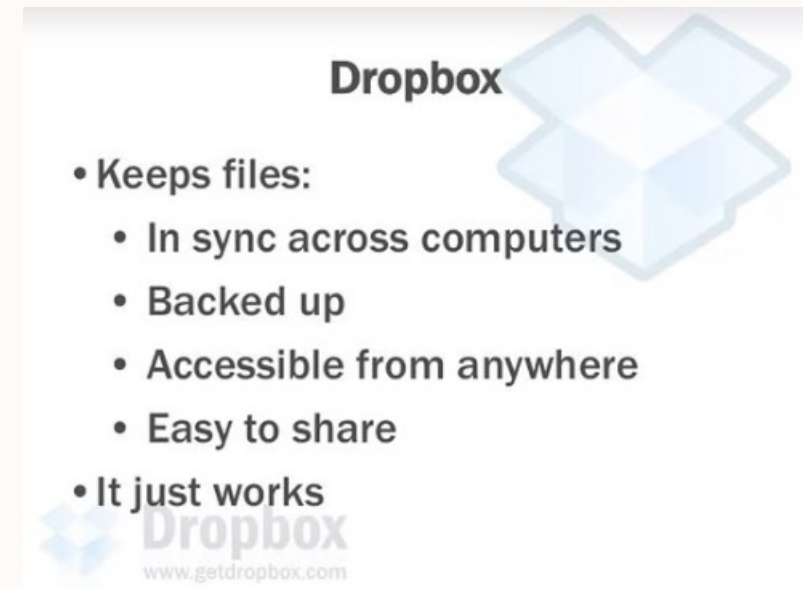 Dropbox
• Keeps files:
• In sync across computers
• Backed up
• Accessible from anywhere
• Easy to share
• It just works
Dropbox
www.getdropbox.com